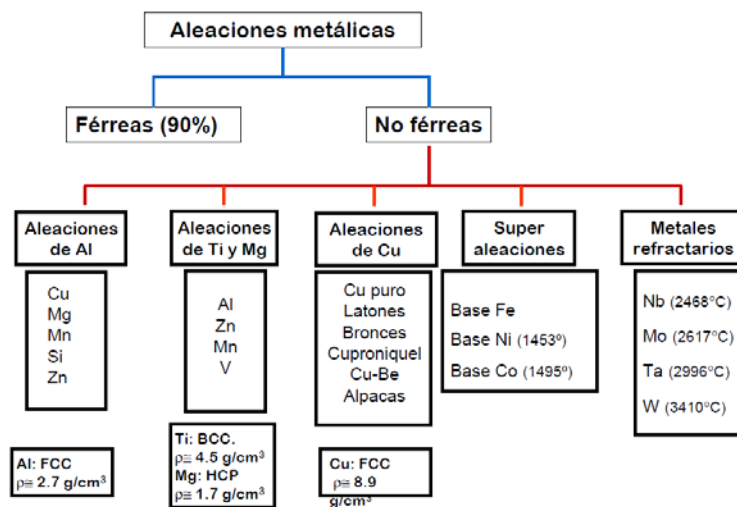 Aleaciones metálicas
Férreas (90%)
No férreas
Aleaciones
de Al
Cu
Mg
Mn
Si
Zn
Al: FCC
ρ≅ 2.7 g/cm³
Aleaciones
de Ti y Mg
Al
Zn
Mn
V
Ti: BCC.
ρ≅ 4.5 g/cm³
Mg: HCP
ρ≅ 1.7 g/cm³
Aleaciones
de Cu
Cu puro
Latones
Bronces
Cuproniquel
Cu-Be
Alpacas
Cu: FCC
ρ≅ 8.9
g/cm³
Super
aleaciones
Base Fe
Base Ni (1453º)
Base Co (1495º)
Metales
refractarios
Nb (2468°C)
Mo (2617°C)
Ta (2996°C)
W (3410°C)